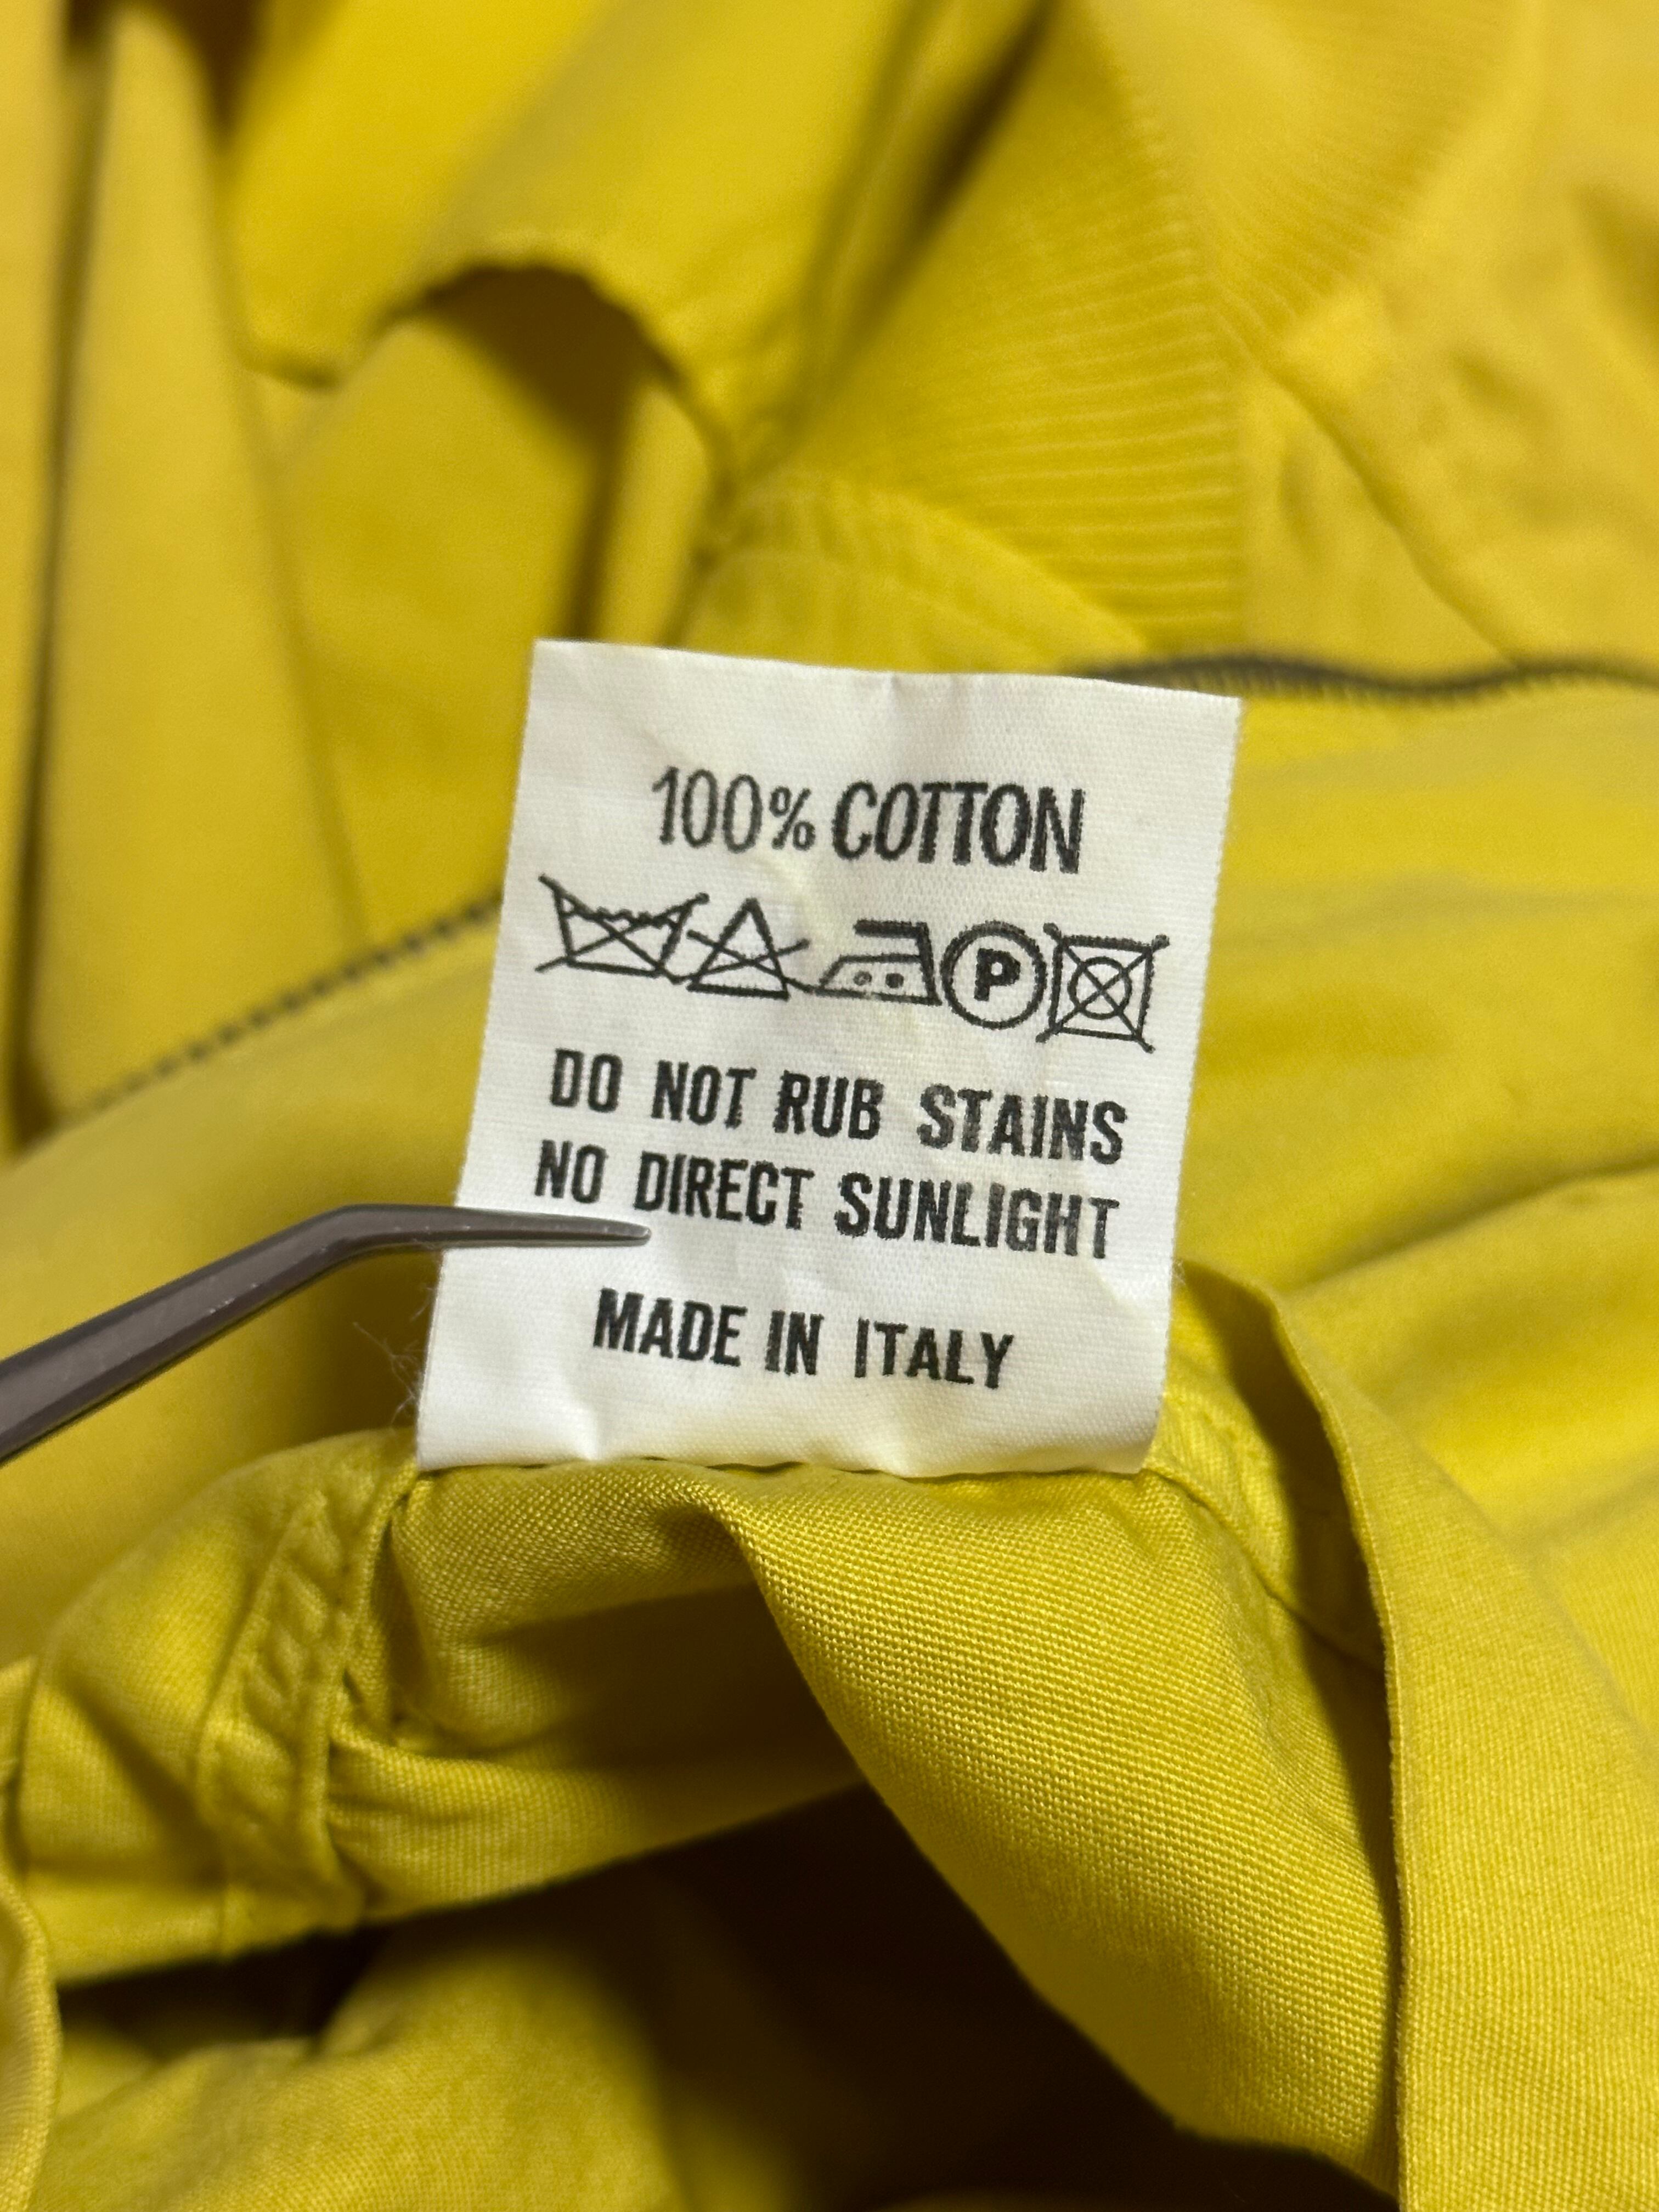 100% COTTON
P
DO NOT RUB STAINS
NO DIRECT SUNLIGHT
MADE IN ITALY